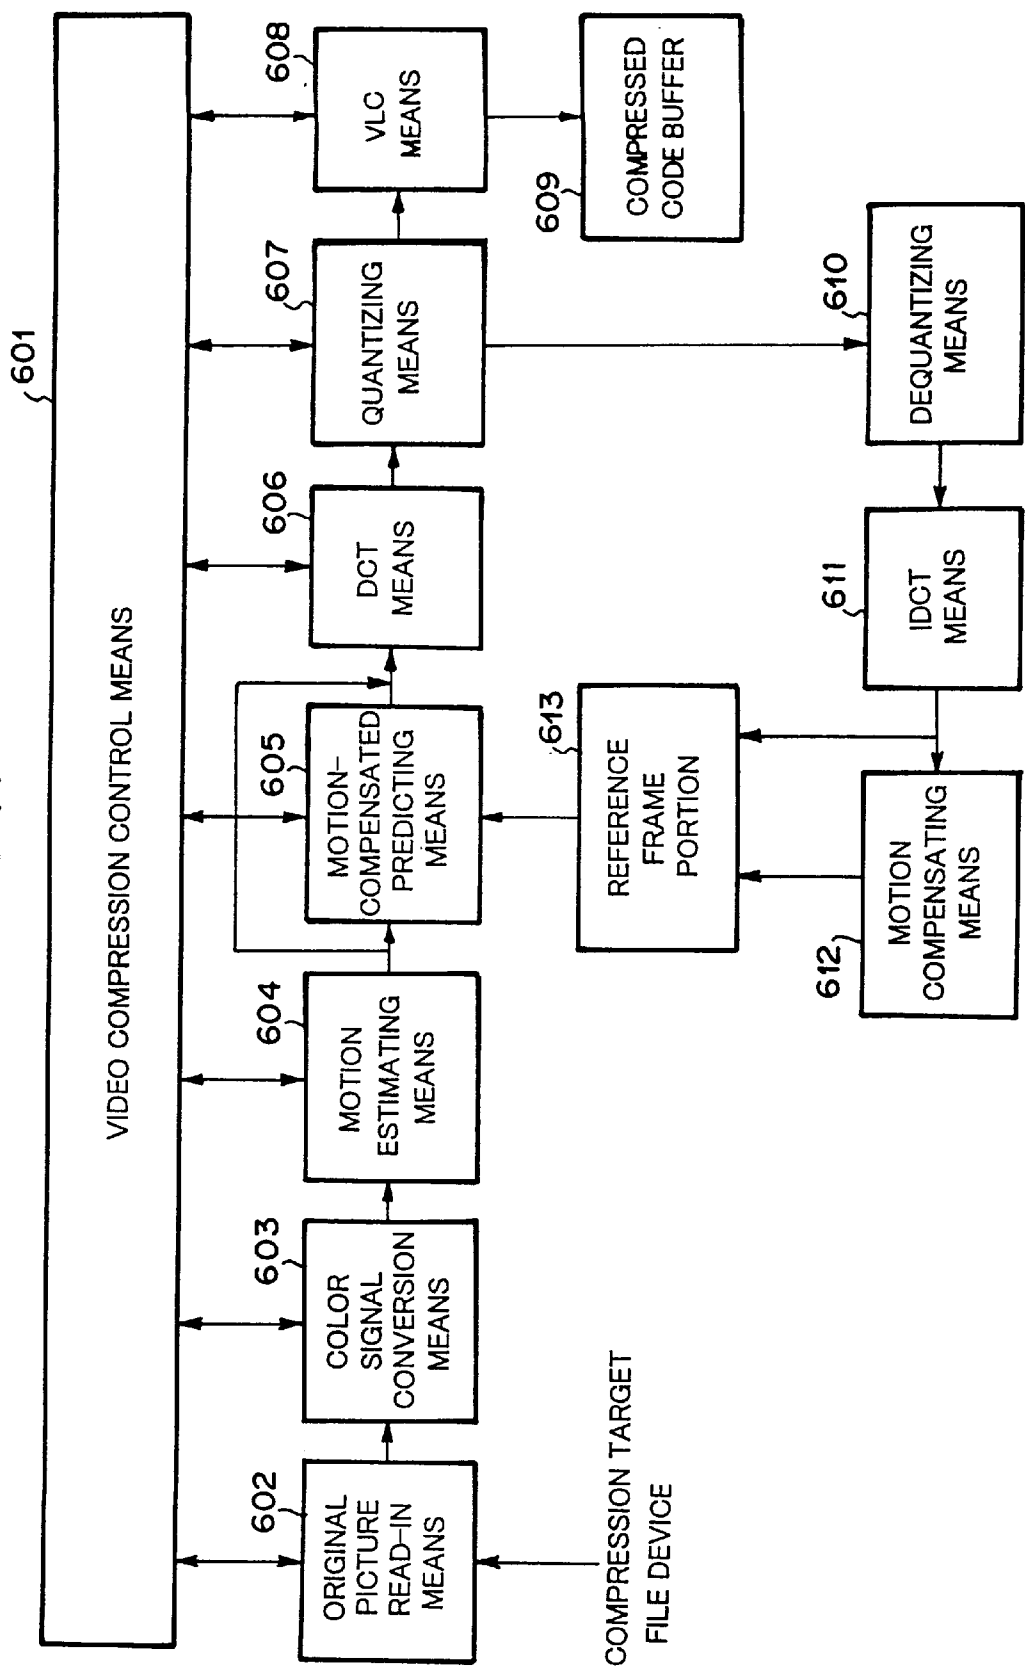 601
VIDEO COMPRESSION CONTROL MEANS
602
ORIGINAL
PICTURE
READ-IN
MEANS
603
COLOR
SIGNAL
CONVERSION
MEANS
604
MOTION
ESTIMATING
MEANS
605
MOTION-
COMPENSATED
PREDICTING
MEANS
606
DCT
MEANS
607
QUANTIZING
MEANS
608
VLC
MEANS
COMPRESSION TARGET
FILE DEVICE
609
COMPRESSED
CODE BUFFER
613
REFERENCE
FRAME
PORTION
612
MOTION
COMPENSATING
MEANS
611
IDCT
MEANS
610
DEQUANTIZING
MEANS